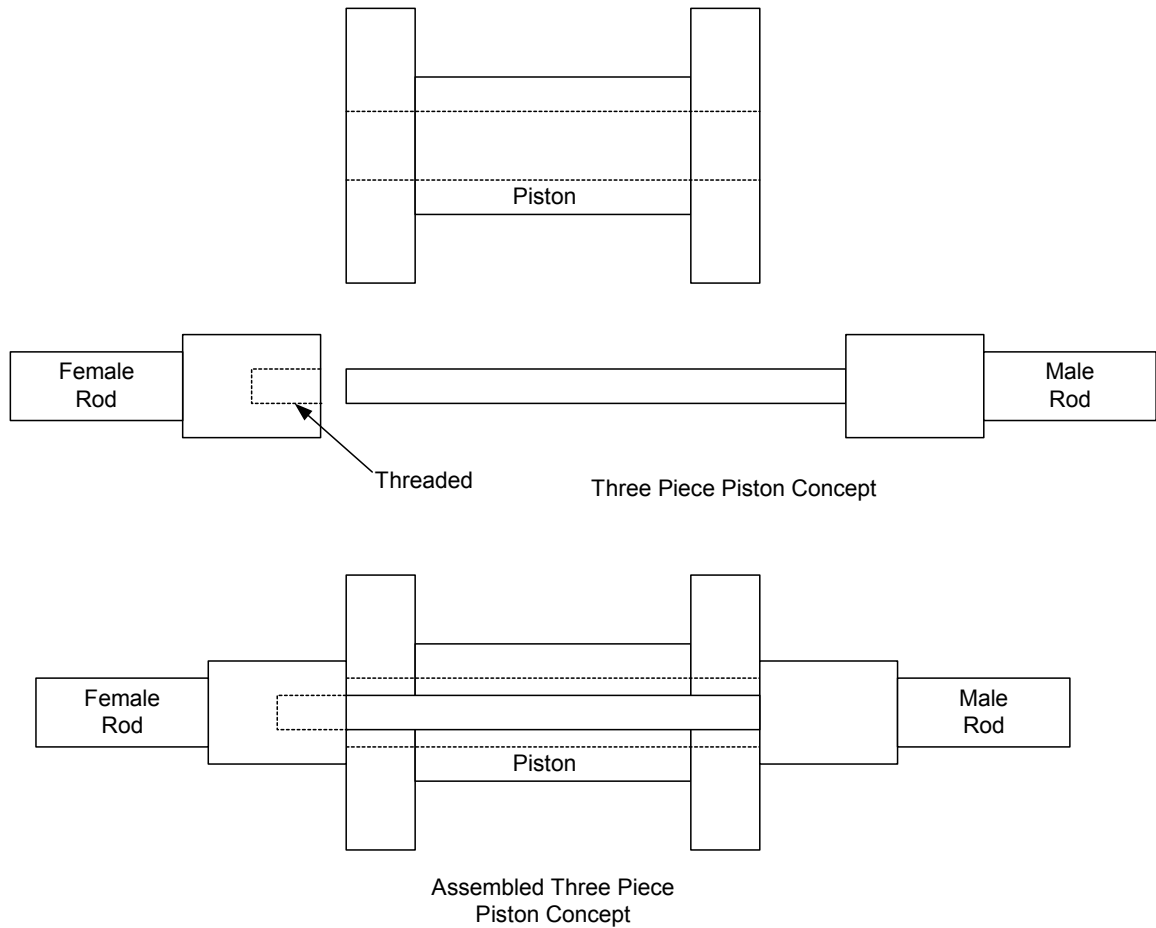 Piston
Female
Rod
Male
Rod
Threaded
Three Piece Piston Concept
Female
Rod
Male
Rod
Piston
Assembled Three Piece
Piston Concept